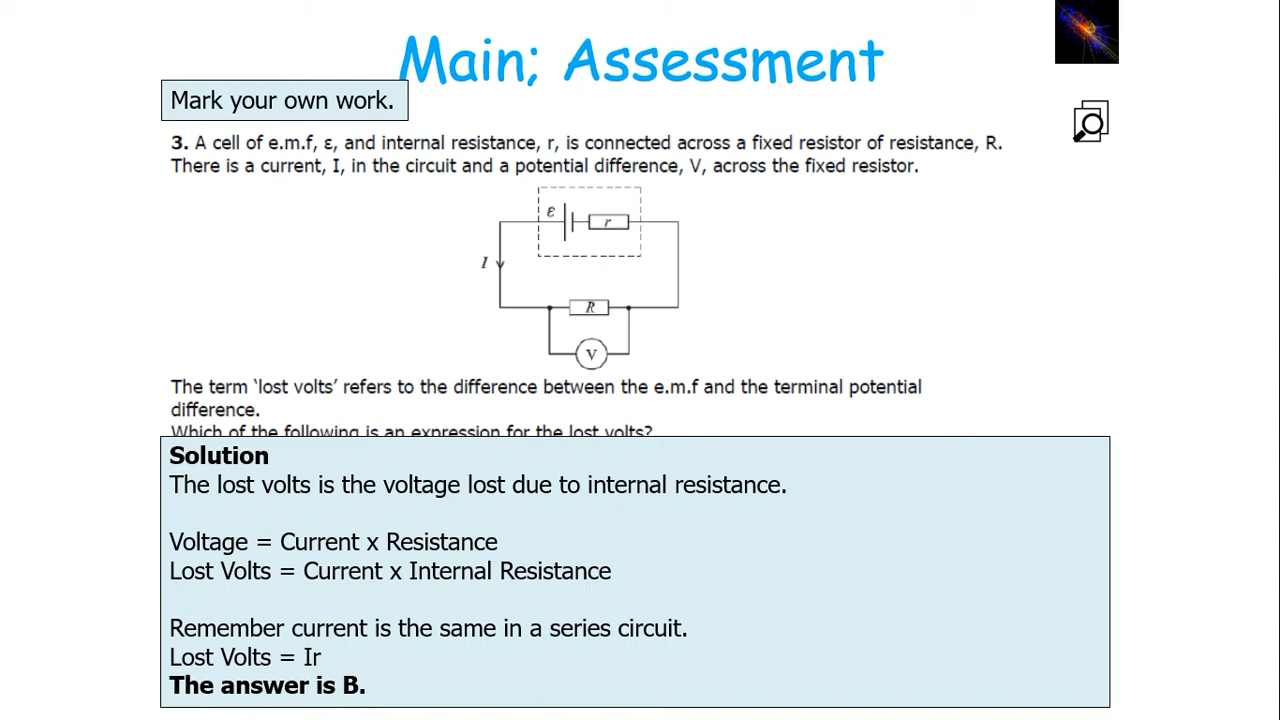 Main; Assessment
Mark your own work.
3. A cell of e.m.f, ε, and internal resistance, r, is connected across a fixed resistor of resistance, R.
There is a current, I, in the circuit and a potential difference, V, across the fixed resistor.
ε
r
I
R
V
The term ‘lost volts’ refers to the difference between the e.m.f and the terminal potential
difference.
Which of the following is an expression for the lost volts?
Solution
The lost volts is the voltage lost due to internal resistance.
Voltage = Current x Resistance
Lost Volts = Current x Internal Resistance
Remember current is the same in a series circuit.
Lost Volts = Ir
The answer is B.